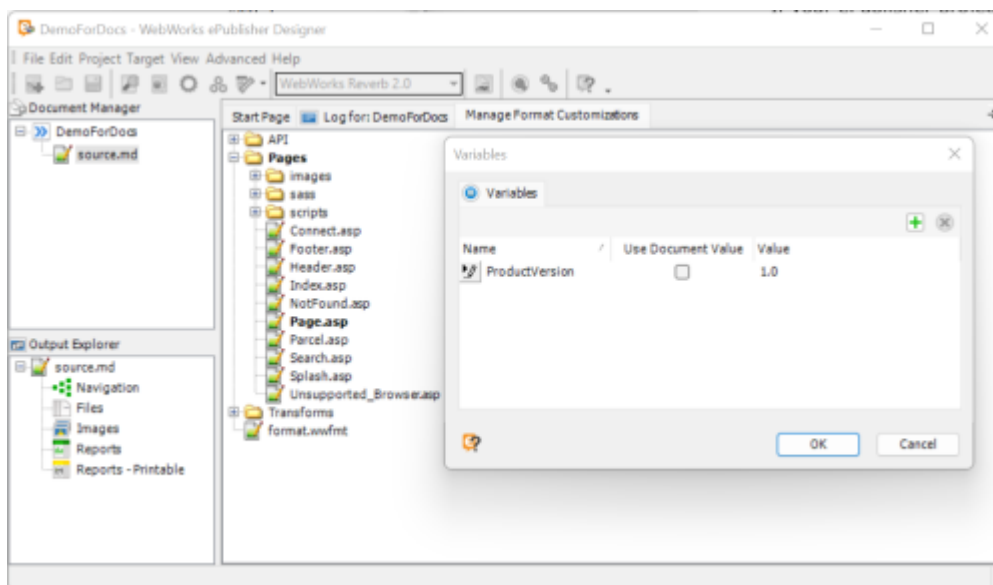 DemoForDocs - WebWorks ePublisher Designer
File Edit Project Target View Advanced Help
WebWorks Reverb 2.0
Document Manager
DemoForDocs
source.md
Start Page
Log for: DemoForDocs
Manage Format Customizations
API
Pages
images
sass
scripts
Connect.asp
Footer.asp
Header.asp
Index.asp
NotFound.asp
Page.asp
Parcel.asp
Search.asp
Splash.asp
Unsupported_Browser.asp
Transforms
format.wwfmt
Output Explorer
source.md
Navigation
Files
Images
Reports
Reports - Printable
Variables
Variables
Name Use Document Value Value
ProductVersion 1.0
OK Cancel